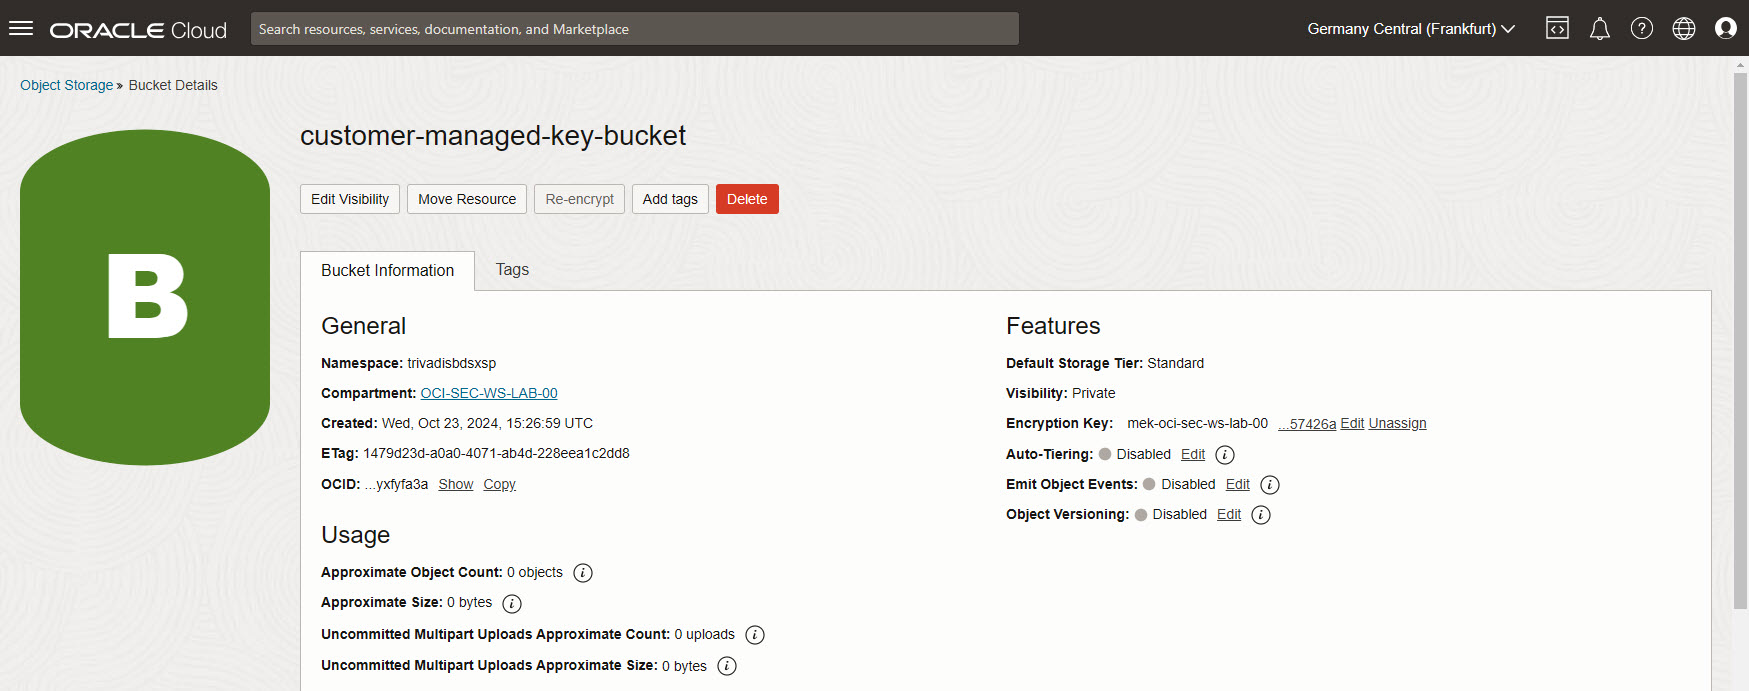 ORACLE Cloud
Search resources, services, documentation, and Marketplace
Germany Central (Frankfurt)
Object Storage » Bucket Details
B
customer-managed-key-bucket
Edit Visibility Move Resource Re-encrypt Add tags Delete
Bucket Information Tags
General
Namespace: trivadisbdsxsp
Compartment: OCI-SEC-WS-LAB-00
Created: Wed, Oct 23, 2024, 15:26:59 UTC
ETag: 1479d23d-a0a0-4071-ab4d-228eea1c2dd8
OCID: ...yxfyfa3a Show Copy
Usage
Approximate Object Count: 0 objects
Approximate Size: 0 bytes
Uncommitted Multipart Uploads Approximate Count: 0 uploads
Uncommitted Multipart Uploads Approximate Size: 0 bytes
Features
Default Storage Tier: Standard
Visibility: Private
Encryption Key: mek-oci-sec-ws-lab-00 ...57426a Edit Unassign
Auto-Tiering: Disabled Edit
Emit Object Events: Disabled Edit
Object Versioning: Disabled Edit